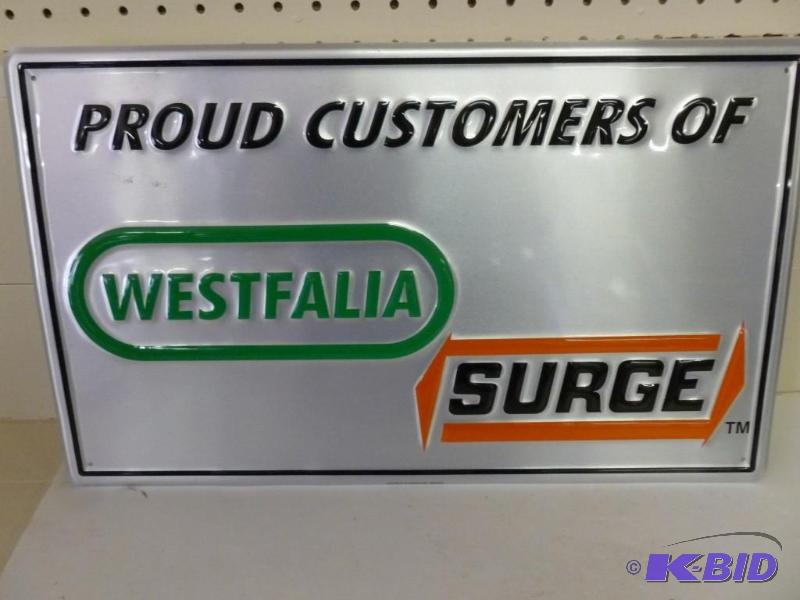 PROUD CUSTOMERS OF
WESTFALIA
SURGE
TM
© K-BID